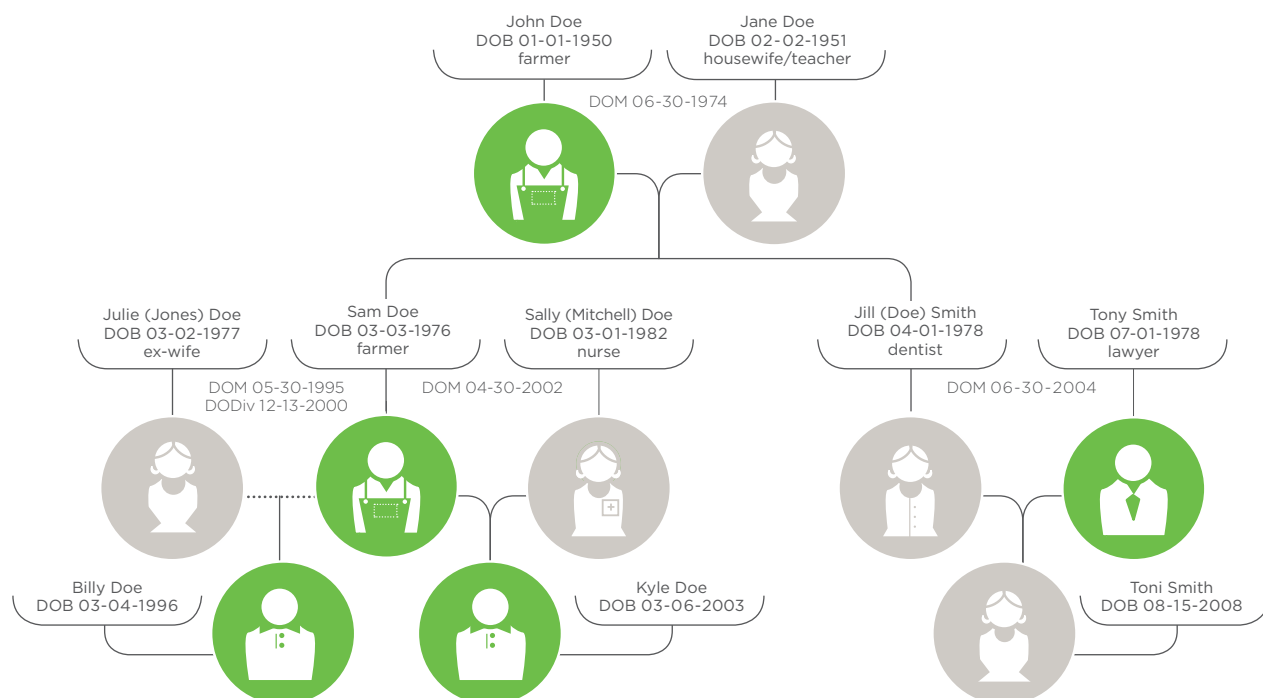 John Doe
DOB 01-01-1950
farmer
Jane Doe
DOB 02-02-1951
housewife/teacher
DOM 06-30-1974
Julie (Jones) Doe
DOB 03-02-1977
ex-wife
Sam Doe
DOB 03-03-1976
farmer
Sally (Mitchell) Doe
DOB 03-01-1982
nurse
Jill (Doe) Smith
DOB 04-01-1978
dentist
Tony Smith
DOB 07-01-1978
lawyer
DOM 05-30-1995
DODiv 12-13-2000
DOM 04-30-2002
DOM 06-30-2004
Billy Doe
DOB 03-04-1996
Kyle Doe
DOB 03-06-2003
Toni Smith
DOB 08-15-2008